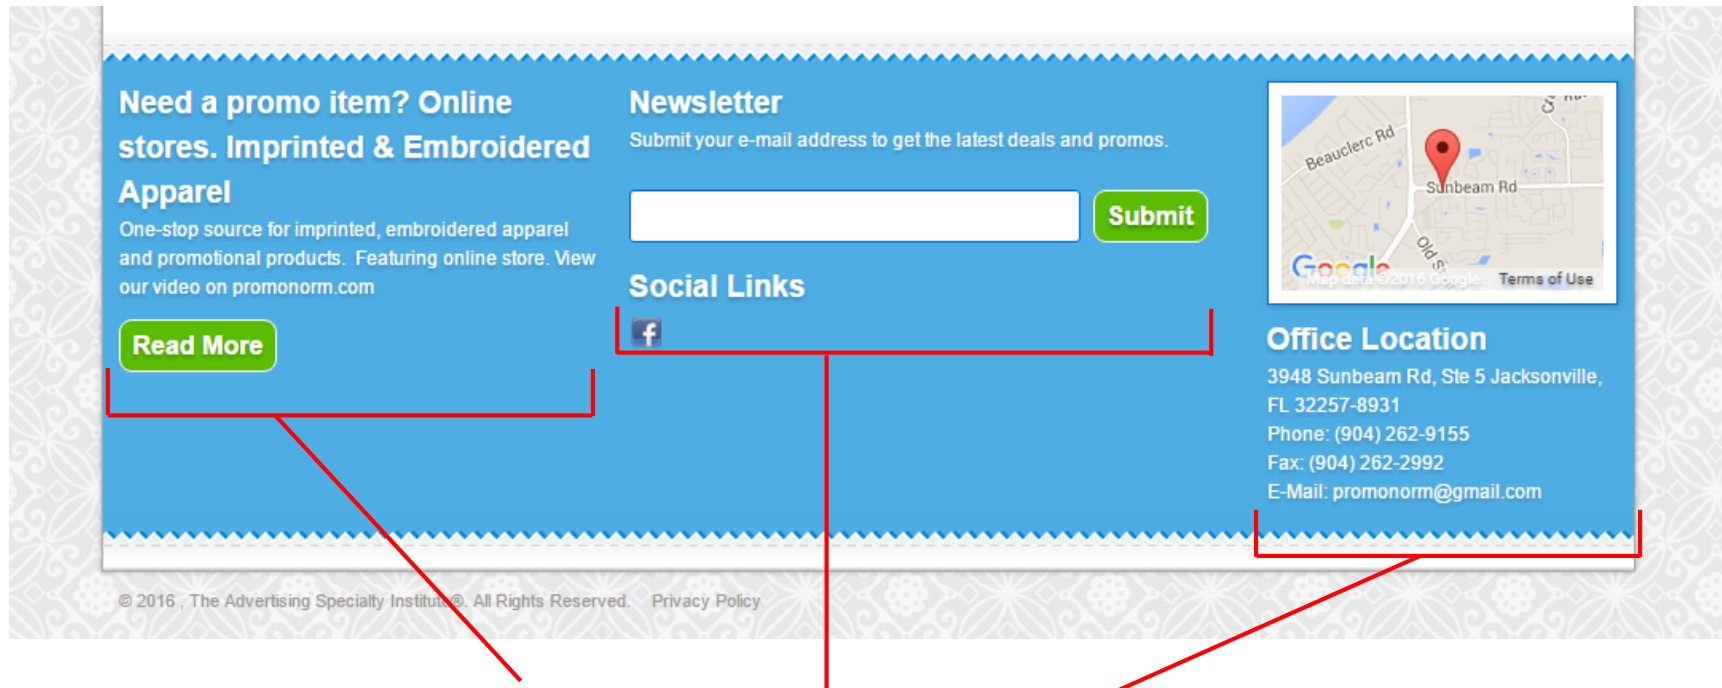 Need a promo item? Online
stores. Imprinted & Embroidered
Apparel
One-stop source for imprinted, embroidered apparel
and promotional products. Featuring online store. View
our video on promonorm.com
Read More
Newsletter
Submit your e-mail address to get the latest deals and promos.
Submit
Social Links
f
Beauclerc Rd
Sunbeam Rd
Google
Map data ©2016 Google
Terms of Use
Office Location
3948 Sunbeam Rd, Ste 5 Jacksonville,
FL 32257-8931
Phone: (904) 262-9155
Fax: (904) 262-2992
E-Mail: promonorm@gmail.com
© 2016 , The Advertising Specialty Institute®. All Rights Reserved. Privacy Policy